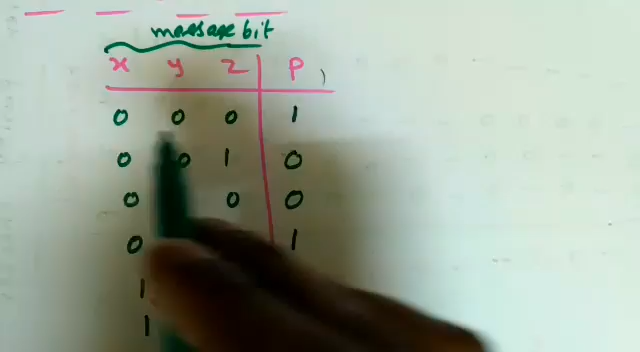 message bit
x y z P
0 0 0 1
0 0 1 0
0 0 0
0 1
1
1